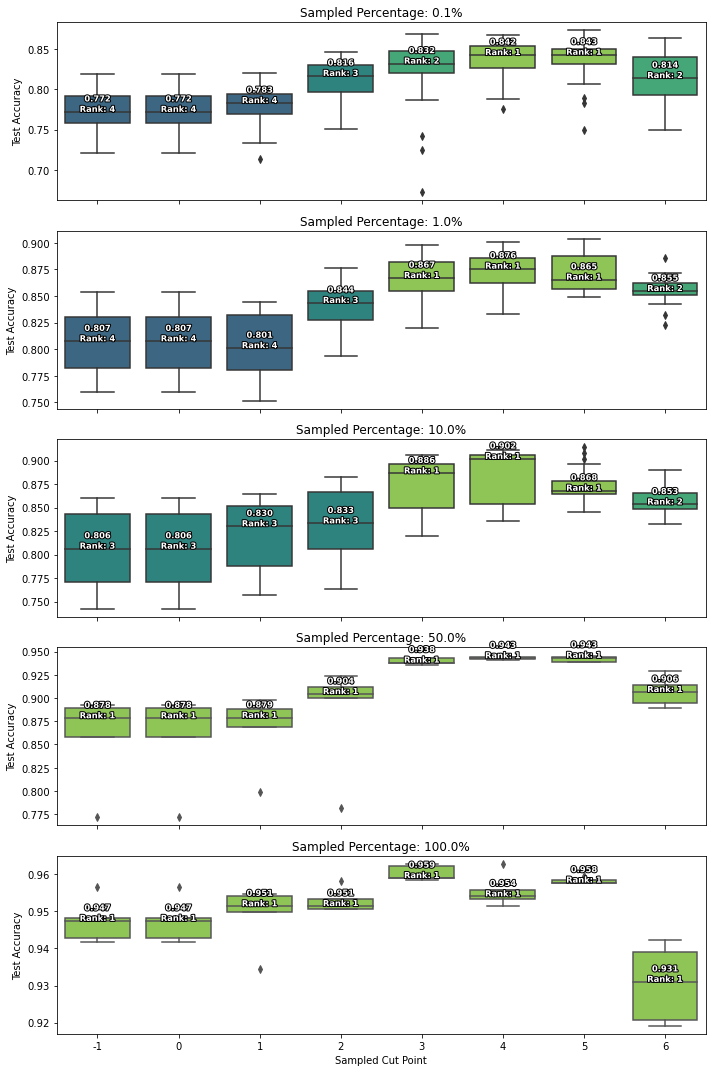 Sampled Percentage: 0.1%
Test Accuracy
0.85
0.80
0.75
0.70
0.772
Rank: 4
0.772
Rank: 4
0.783
Rank: 4
0.816
Rank: 3
0.832
Rank: 2
0.842
Rank: 1
0.843
Rank: 1
0.814
Rank: 2
Sampled Percentage: 1.0%
Test Accuracy
0.900
0.875
0.850
0.825
0.800
0.775
0.750
0.807
Rank: 4
0.807
Rank: 4
0.801
Rank: 4
0.844
Rank: 3
0.867
Rank: 1
0.876
Rank: 1
0.865
Rank: 1
0.855
Rank: 2
Sampled Percentage: 10.0%
Test Accuracy
0.900
0.875
0.850
0.825
0.800
0.775
0.750
0.806
Rank: 3
0.806
Rank: 3
0.830
Rank: 3
0.833
Rank: 3
0.886
Rank: 1
0.902
Rank: 1
0.868
Rank: 1
0.853
Rank: 2
Sampled Percentage: 50.0%
Test Accuracy
0.950
0.925
0.900
0.875
0.850
0.825
0.800
0.775
0.878
Rank: 1
0.878
Rank: 1
0.879
Rank: 1
0.904
Rank: 1
0.938
Rank: 1
0.943
Rank: 1
0.943
Rank: 1
0.906
Rank: 1
Sampled Percentage: 100.0%
Test Accuracy
0.96
0.95
0.94
0.93
0.92
0.947
Rank: 1
0.947
Rank: 1
0.951
Rank: 1
0.951
Rank: 1
0.959
Rank: 1
0.954
Rank: 1
0.958
Rank: 1
0.931
Rank: 1
-1
0
1
2
3
4
5
6
Sampled Cut Point